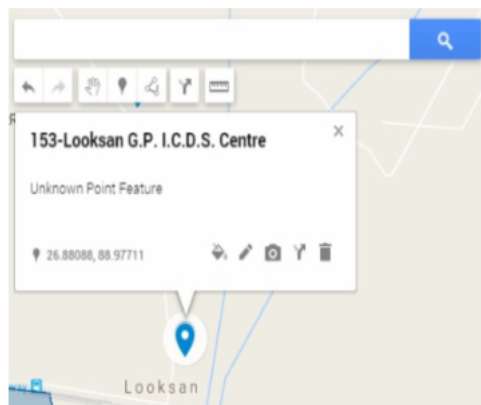 153-Looksan G.P. I.C.D.S. Centre
Unknown Point Feature
26.88088, 88.97711
Looksan